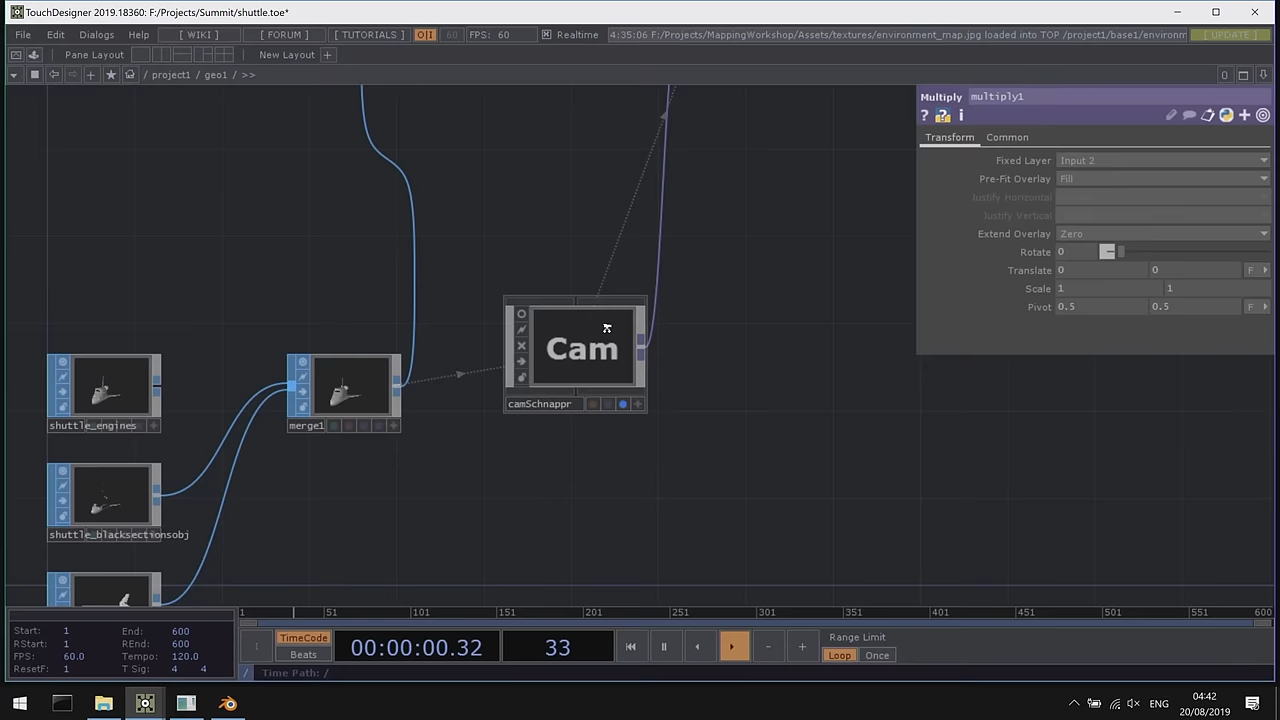 TouchDesigner 2019.18360: F:/Projects/Summit/shuttle.toe*
File Edit Dialogs Help [ WIKI ] [ FORUM ] [ TUTORIALS ] O|I 60 FPS: 60 Realtime 4:35:06 F:/Projects/MappingWorkshop/Assets/textures/environment_map.jpg loaded into TOP /project1/base1/environm [ UPDATE ]
Pane Layout New Layout +
/ project1 / geo1 / >> 0
Multiply multiply1
? ? i
Transform Common
Fixed Layer Input 2
Pre-Fit Overlay Fill
Justify Horizontal
Justify Vertical
Extend Overlay Zero
Rotate 0
Translate 0 0 F
Scale 1 1
Pivot 0.5 0.5 F
Cam
camSchnappr
shuttle_engines
merge1
shuttle_blacksectionsobj
1 51 101 151 201 251 301 351 401 451 501 551 600
Start: 1 End: 600
RStart: 1 REnd: 600
FPS: 60.0 Tempo: 120.0
ResetF: 1 T Sig: 4 4
TimeCode
Beats
00:00:00.32 33
- +
Range Limit
Loop Once
/ Time Path: /
ENG
04:42
20/08/2019